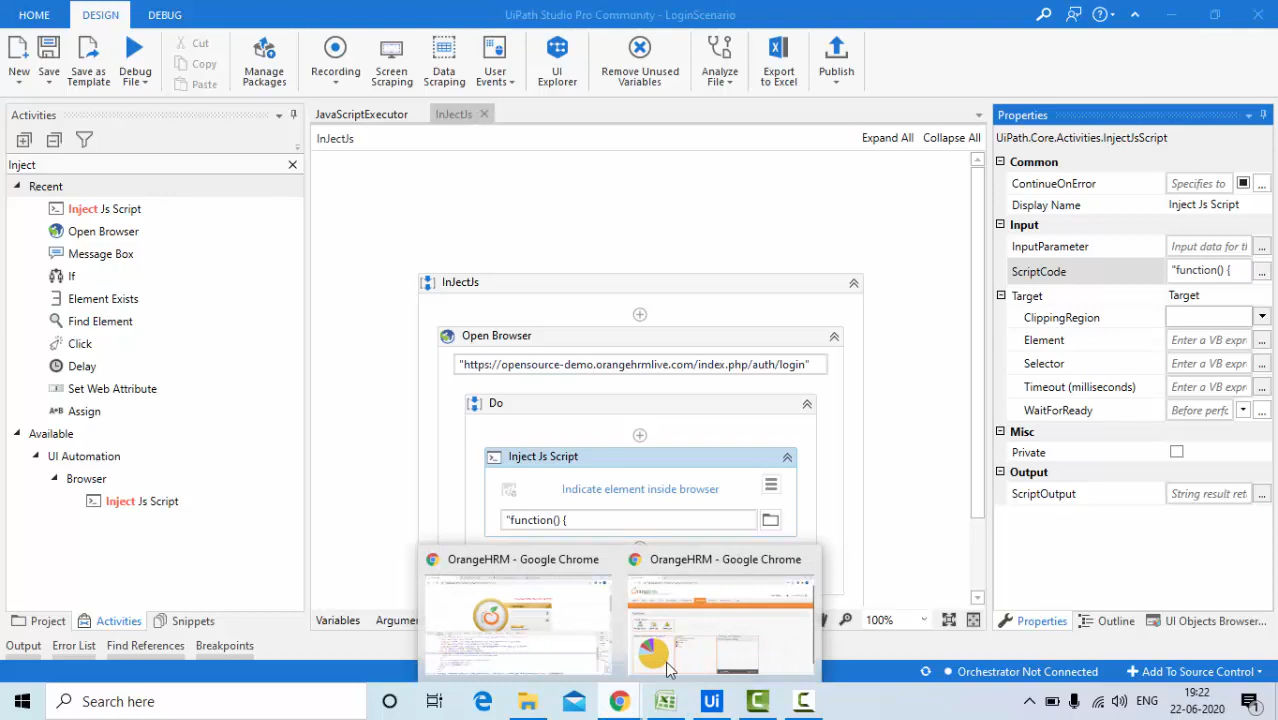 HOME
DESIGN
DEBUG
UiPath Studio Pro Community - LoginScenario
New
Save
Save as Template
Debug File
Cut
Copy
Paste
Manage Packages
Recording
Screen Scraping
Data Scraping
User Events
UI Explorer
Remove Unused Variables
Analyze File
Export to Excel
Publish
Activities
Inject
Recent
Inject Js Script
Open Browser
Message Box
If
Element Exists
Find Element
Click
Delay
Set Web Attribute
A+B Assign
Available
UI Automation
Browser
Inject Js Script
Project
Activities
Snippets
Output
Error List
Find References
Breakpoints
JavaScriptExecutor
InJectJs
InJectJs
Expand All
Collapse All
InJectJs
Open Browser
"https://opensource-demo.orangehrmlive.com/index.php/auth/login"
Do
Inject Js Script
Indicate element inside browser
"function() {
OrangeHRM - Google Chrome
OrangeHRM - Google Chrome
Variables
Argume
100%
Properties
UiPath.Core.Activities.InjectJsScript
Common
ContinueOnError
Specifies to
...
Display Name
Inject Js Script
Input
InputParameter
Input data for tl
...
ScriptCode
"function() {
...
Target
Target
ClippingRegion
Element
Enter a VB expr
...
Selector
Enter a VB expr
...
Timeout (milliseconds)
Enter a VB expr
...
WaitForReady
Before perfc
...
Misc
Private
Output
ScriptOutput
String result ret
...
Properties
Outline
UI Objects Browser...
Orchestrator Not Connected
Add To Source Control
Search here
Ui
ENG
19:22
22-06-2020
1